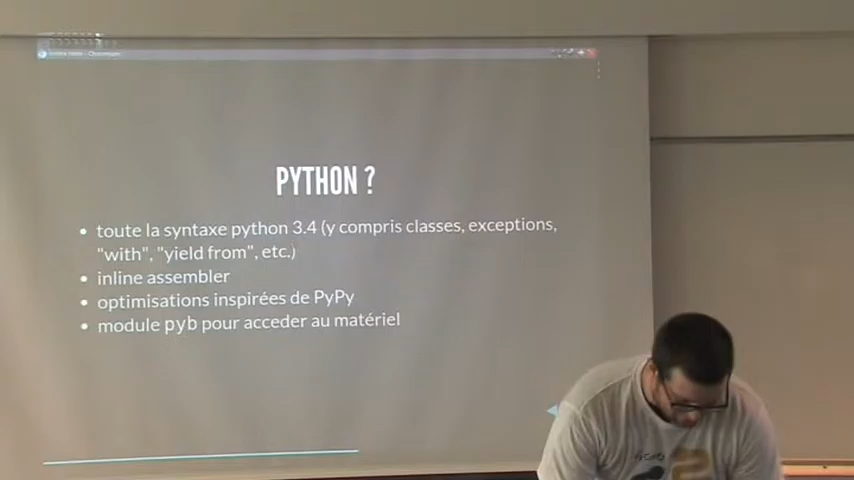 PYTHON ?
toute la syntaxe python 3.4 (y compris classes, exceptions,
"with", "yield from", etc.)
inline assembler
optimisations inspirées de PyPy
module pyb pour acceder au matériel